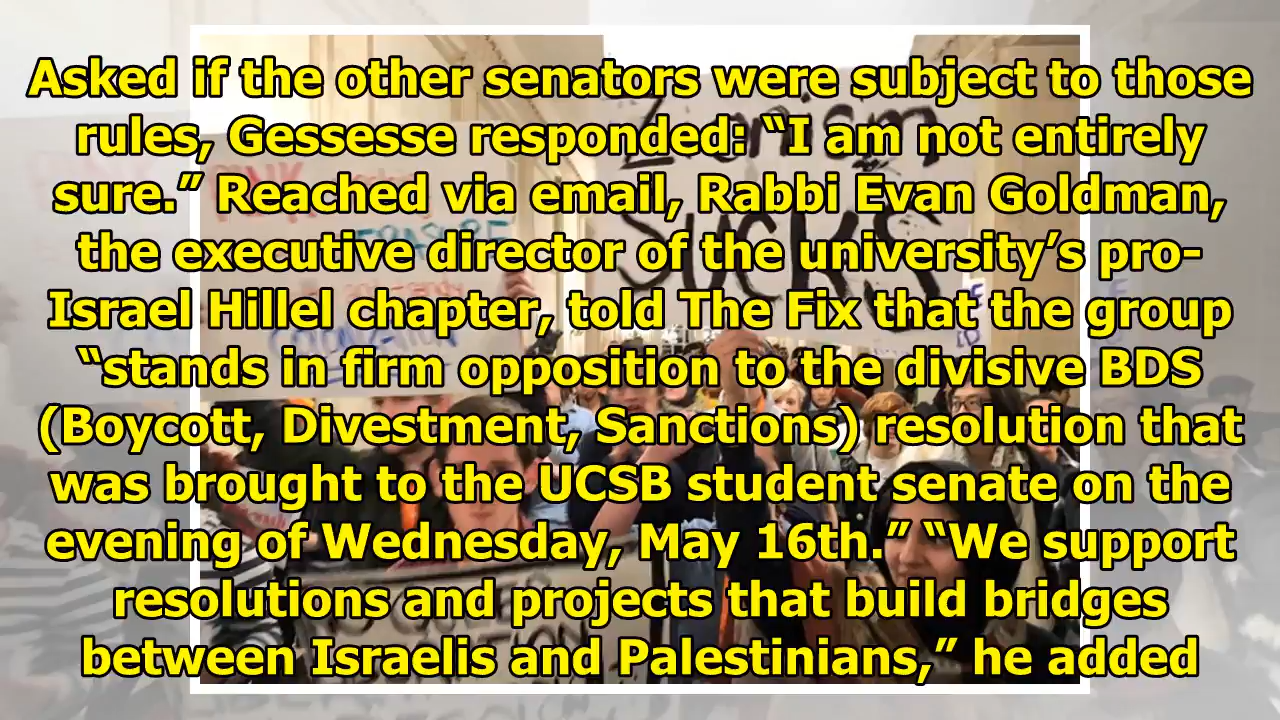 Asked if the other senators were subject to those
rules, Gessesse responded: “I am not entirely
sure.” Reached via email, Rabbi Evan Goldman,
the executive director of the university’s pro-
Israel Hillel chapter, told The Fix that the group
“stands in firm opposition to the divisive BDS
(Boycott, Divestment, Sanctions) resolution that
was brought to the UCSB student senate on the
evening of Wednesday, May 16th.” “We support
resolutions and projects that build bridges
between Israelis and Palestinians,” he added
Zionism
SUCKS